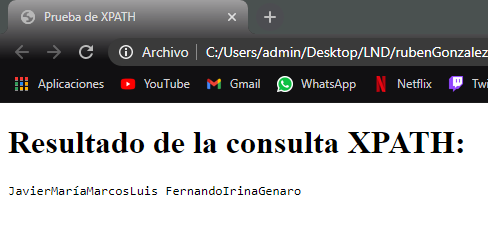 Prueba de XPATH
Archivo C:/Users/admin/Desktop/LND/rubenGonzalez
Aplicaciones YouTube Gmail WhatsApp Netflix Twi
Resultado de la consulta XPATH:
JavierMaríaMarcosLuis FernandoIrinaGenaro